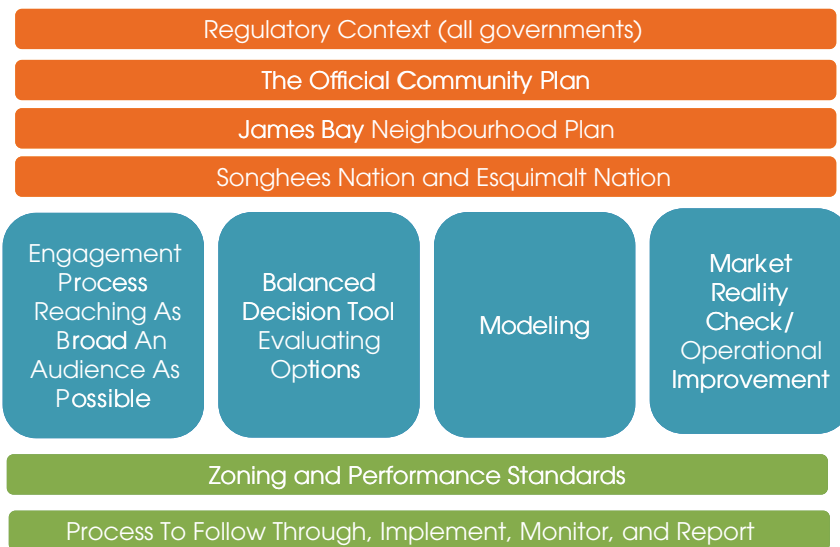 Regulatory Context (all governments)
The Official Community Plan
James Bay Neighbourhood Plan
Songhees Nation and Esquimalt Nation
Engagement
Process
Reaching As
Broad An
Audience As
Possible
Balanced
Decision Tool
Evaluating
Options
Modeling
Market
Reality
Check/
Operational
Improvement
Zoning and Performance Standards
Process To Follow Through, Implement, Monitor, and Report